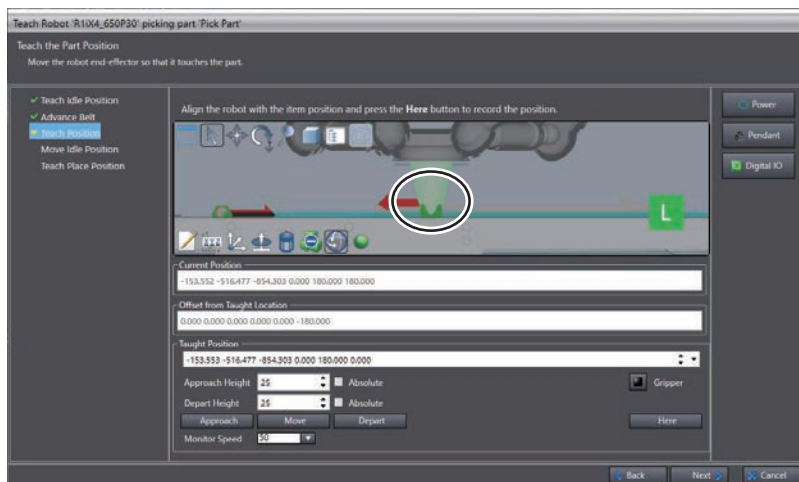 Teach Robot 'R1iX4_650P30' picking part 'Pick Part'
Teach the Part Position
Move the robot end-effector so that it touches the part.
Teach Idle Position
Advance Belt
Teach Position
Move Idle Position
Teach Place Position
Align the robot with the item position and press the Here button to record the position.
L
Current Position
-153.552 -516.477 -854.303 0.000 180.000 180.000
Offset from Taught Location
0.000 0.000 0.000 0.000 0.000 -180.000
Taught Position
-153.553 -516.477 -854.303 0.000 180.000 0.000
Approach Height 25 Absolute
Gripper
Depart Height 25 Absolute
Approach Move Depart
Here
Monitor Speed 50
Power
Pendant
Digital IO
Back Next Cancel